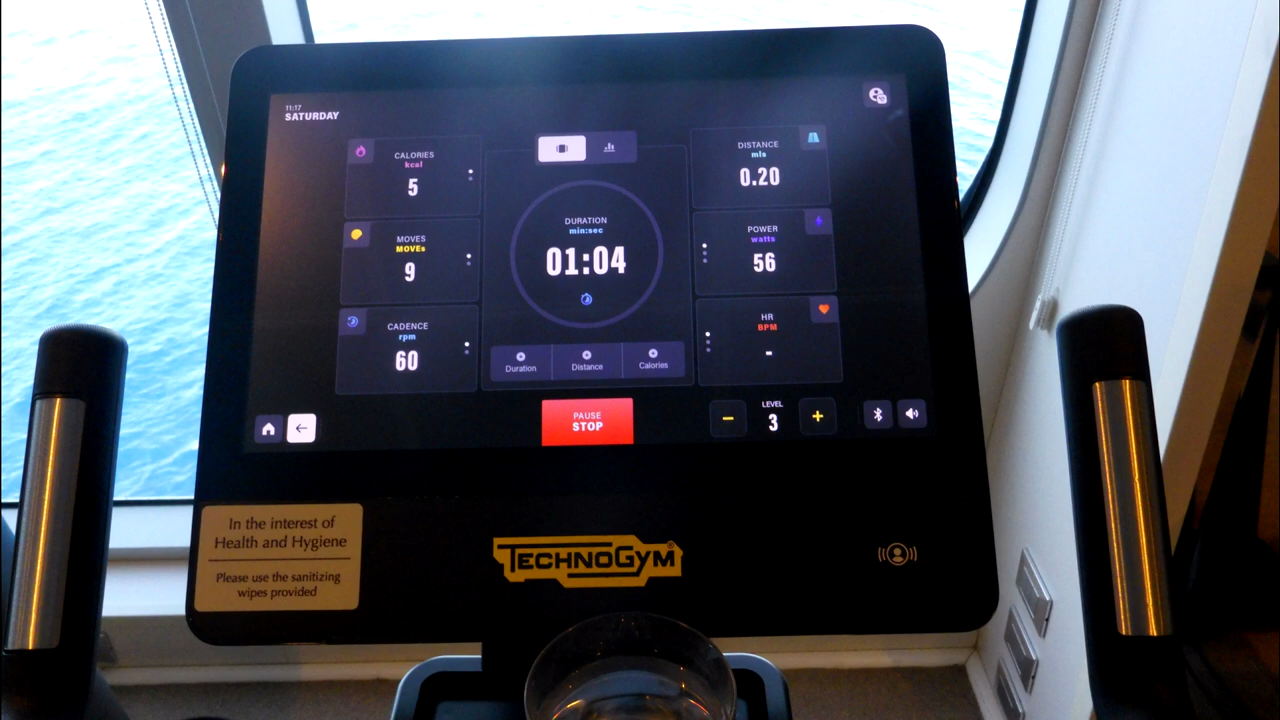 11:17
SATURDAY
CALORIES
kcal
5
MOVES
MOVEs
9
CADENCE
rpm
60
DURATION
min:sec
01:04
Duration
Distance
Calories
DISTANCE
mls
0.20
POWER
watts
56
HR
BPM
-
PAUSE
STOP
LEVEL
3
In the interest of
Health and Hygiene
Please use the sanitizing
wipes provided
TECHNOGYM®